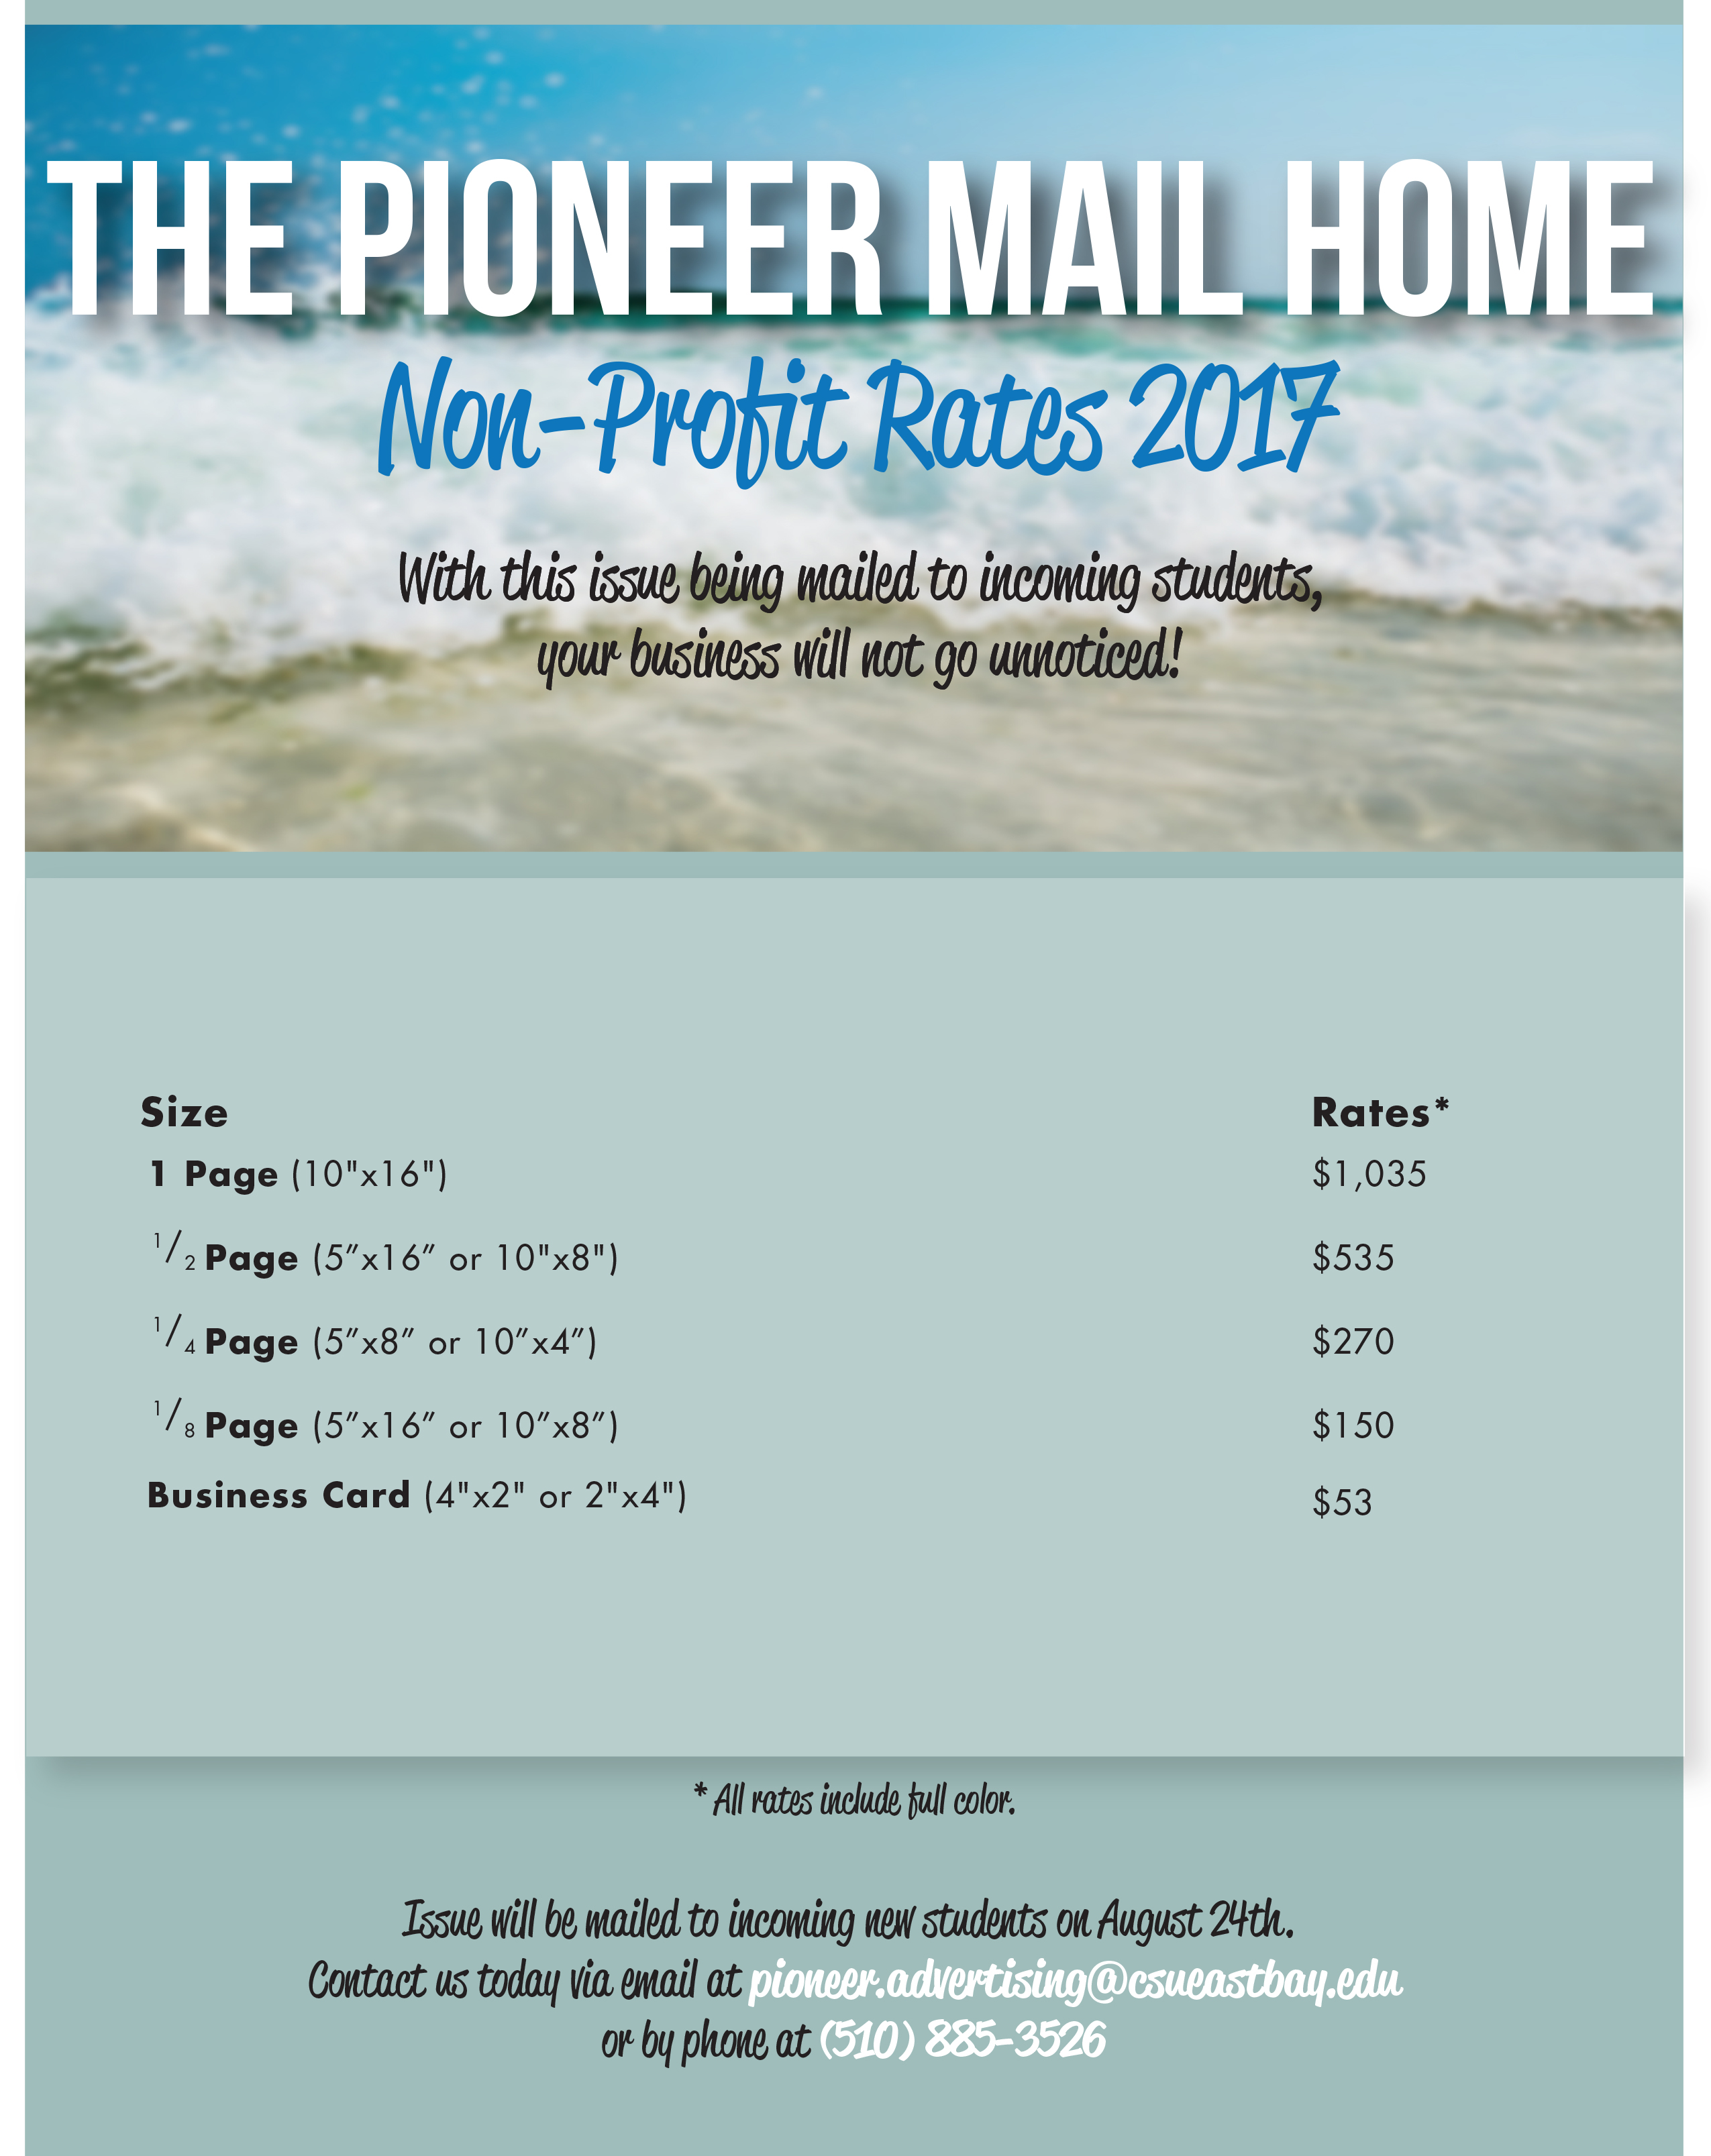 THE PIONEER MAIL HOME
Non-Profit Rates 2017
With this issue being mailed to incoming students,
your business will not go unnoticed!
Size Rates*
1 Page (10"x16") $1,035
1/2 Page (5”x16” or 10"x8") $535
1/4 Page (5”x8” or 10”x4”) $270
1/8 Page (5”x16” or 10”x8”) $150
Business Card (4"x2" or 2"x4") $53
* All rates include full color.
Issue will be mailed to incoming new students on August 24th.
Contact us today via email at pioneer.advertising@csueastbay.edu
or by phone at (510) 885-3526